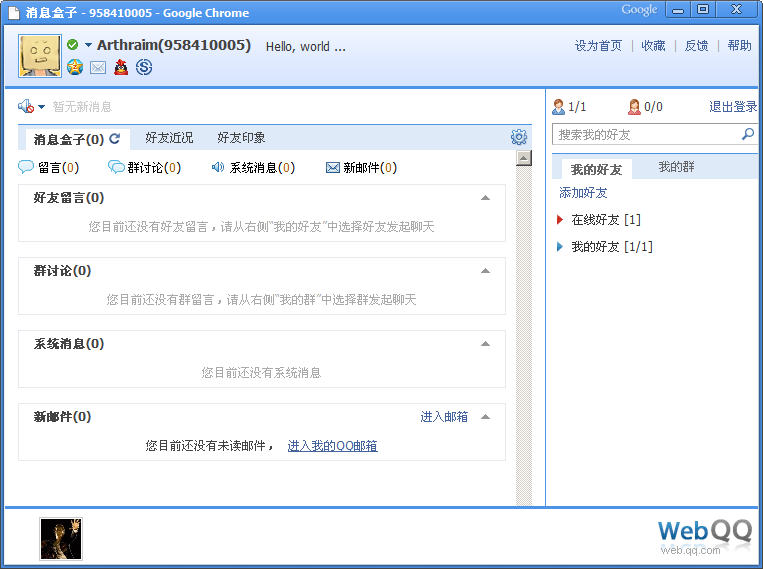 消息盒子 - 958410005 - Google Chrome
Google
Arthraim(958410005) Hello, world ...
设为首页 | 收藏 | 反馈 | 帮助
暂无新消息
1/1 0/0 退出登录
搜索我的好友
消息盒子(0) 好友近况 好友印象
我的好友 我的群
留言(0) 群讨论(0) 系统消息(0) 新邮件(0)
添加好友
好友留言(0)
在线好友 [1]
您目前还没有好友留言，请从右侧“我的好友”中选择好友发起聊天
我的好友 [1/1]
群讨论(0)
您目前还没有群留言，请从右侧“我的群”中选择群发起聊天
系统消息(0)
您目前还没有系统消息
新邮件(0) 进入邮箱
您目前还没有未读邮件， 进入我的QQ邮箱
WebQQ
web.qq.com